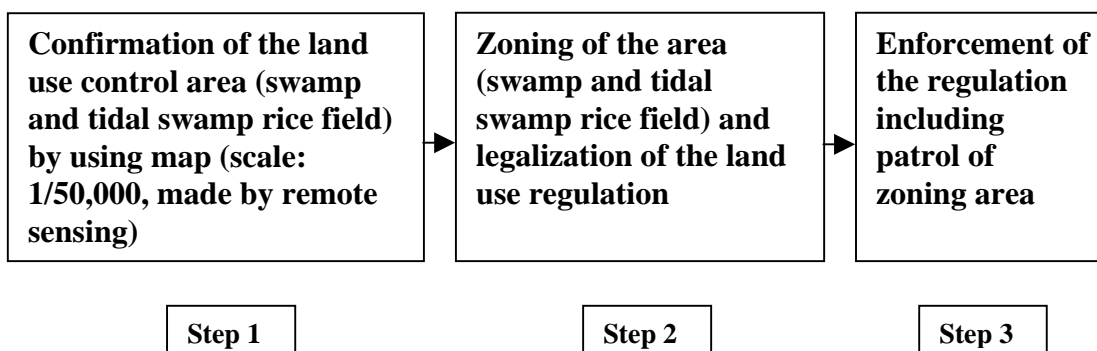 Confirmation of the land
use control area (swamp
and tidal swamp rice field)
by using map (scale:
1/50,000, made by remote
sensing)
Zoning of the area
(swamp and tidal
swamp rice field) and
legalization of the land
use regulation
Enforcement of
the regulation
including
patrol of
zoning area
Step 1
Step 2
Step 3